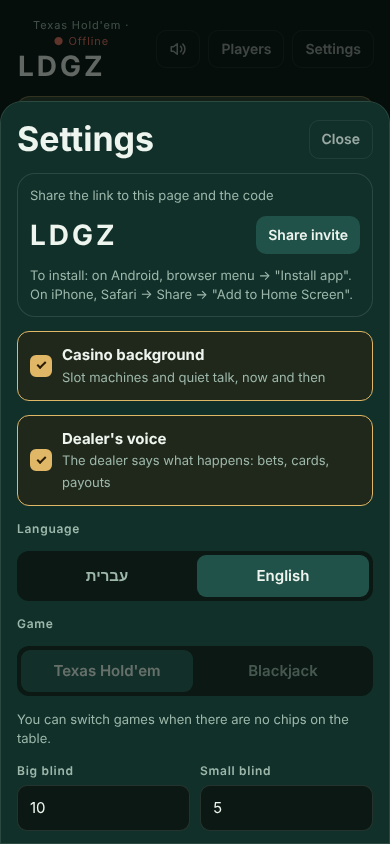 Texas Hold'em -
Offline
LDGZ
Players
Settings
Settings
Close
Share the link to this page and the code
LDGZ
Share invite
To install: on Android, browser menu → "Install app".
On iPhone, Safari → Share → "Add to Home Screen".
Casino background
Slot machines and quiet talk, now and then
Dealer's voice
The dealer says what happens: bets, cards,
payouts
Language
עברית
English
Game
Texas Hold'em
Blackjack
You can switch games when there are no chips on the
table.
Big blind
Small blind
10
5